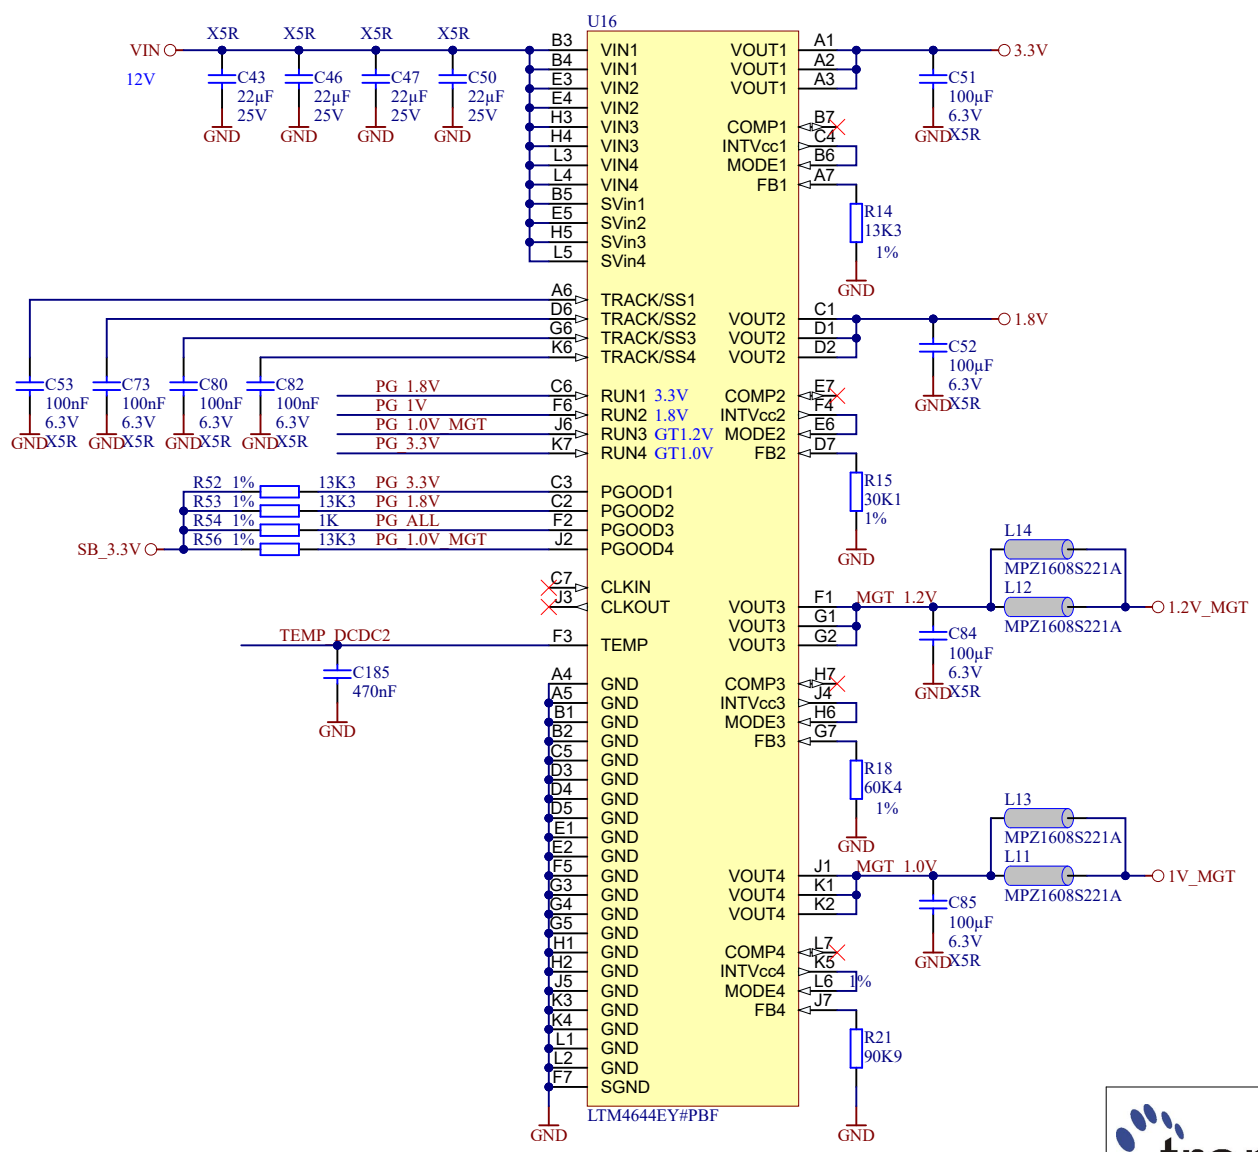 U16
VIN
12V
X5R
C43
22µF
25V
GND
X5R
C46
22µF
25V
GND
X5R
C47
22µF
25V
GND
X5R
C50
22µF
25V
GND
B3 VIN1
B4 VIN1
E3 VIN2
E4 VIN2
H3 VIN3
H4 VIN3
L3 VIN4
L4 VIN4
B5 SVin1
E5 SVin2
H5 SVin3
L5 SVin4
A6 TRACK/SS1
D6 TRACK/SS2
G6 TRACK/SS3
K6 TRACK/SS4
C53
100nF
6.3V
GND X5R
C73
100nF
6.3V
GND X5R
C80
100nF
6.3V
GND X5R
C82
100nF
6.3V
GND X5R
PG_1.8V C6 RUN1 3.3V
PG_1V F6 RUN2 1.8V
PG_1.0V_MGT J6 RUN3 GT1.2V
PG_3.3V K7 RUN4 GT1.0V
R52 1% 13K3 PG_3.3V C3 PGOOD1
R53 1% 13K3 PG_1.8V C2 PGOOD2
R54 1% 1K PG_ALL F2 PGOOD3
R56 1% 13K3 PG_1.0V_MGT J2 PGOOD4
SB_3.3V
C7 CLKIN
J3 CLKOUT
TEMP_DCDC2 F3 TEMP
C185
470nF
GND
A4 GND
A5 GND
B1 GND
B2 GND
C5 GND
D3 GND
D4 GND
D5 GND
E1 GND
E2 GND
F5 GND
G3 GND
G4 GND
G5 GND
H1 GND
H2 GND
J5 GND
K3 GND
K4 GND
L1 GND
L2 GND
F7 SGND
GND
VOUT1 A1
VOUT1 A2
VOUT1 A3
3.3V
C51
100µF
6.3V
GND X5R
COMP1 B7
INTVcc1 C4
MODE1 B6
FB1 A7
R14
13K3
1%
GND
VOUT2 C1
VOUT2 D1
VOUT2 D2
1.8V
C52
100µF
6.3V
GND X5R
COMP2 E7
INTVcc2 F4
MODE2 E6
FB2 D7
R15
30K1
1%
GND
VOUT3 F1 MGT_1.2V
VOUT3 G1
VOUT3 G2
L14
MPZ1608S221A
L12
MPZ1608S221A
1.2V_MGT
C84
100µF
6.3V
GND X5R
COMP3 H7
INTVcc3 J4
MODE3 H6
FB3 G7
R18
60K4
1%
GND
VOUT4 J1 MGT_1.0V
VOUT4 K1
VOUT4 K2
L13
MPZ1608S221A
L11
MPZ1608S221A
1V_MGT
C85
100µF
6.3V
GND X5R
COMP4 L7
INTVcc4 K5
MODE4 L6 1%
FB4 J7
R21
90K9
GND
LTM4644EY#PBF